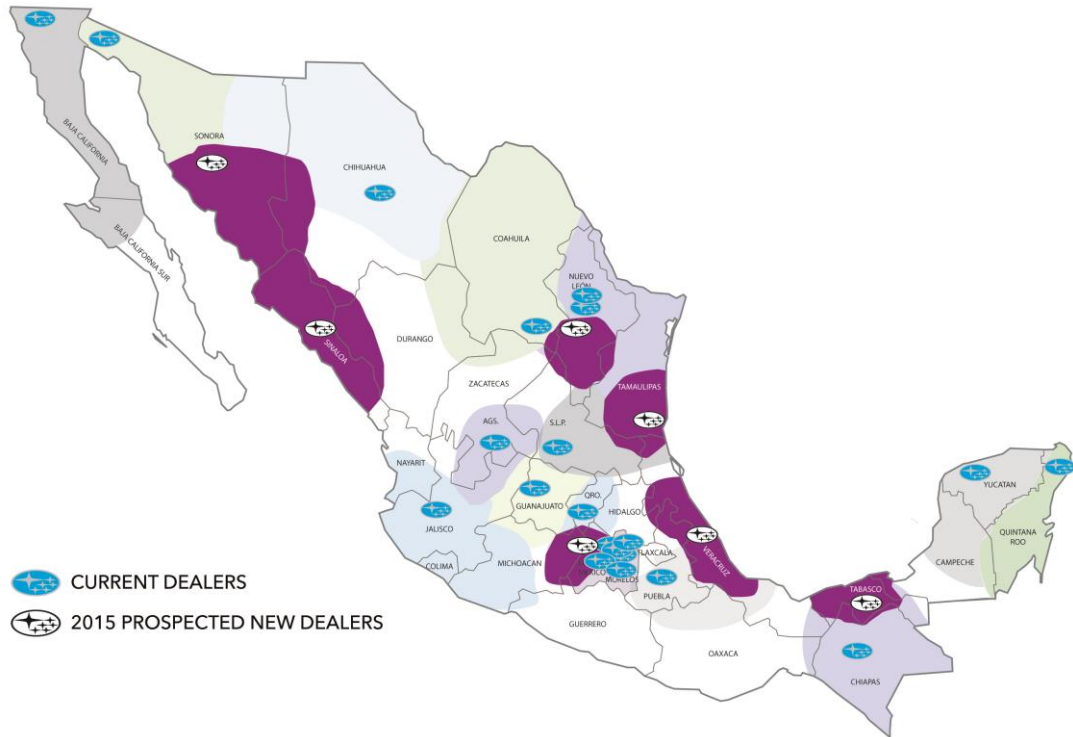 BAJA CALIFORNIA
BAJA CALIFORNIA SUR
SONORA
CHIHUAHUA
COAHUILA
NUEVO
LEÓN
SINALOA
DURANGO
ZACATECAS
TAMAULIPAS
AGS.
S.L.P.
NAYARIT
GUANAJUATO
QRO.
HIDALGO
JALISCO
COLIMA
MICHOACAN
MORELOS
PUEBLA
VERACRUZ
GUERRERO
OAXACA
TABASCO
CHIAPAS
YUCATAN
CAMPECHE
QUINTANA
ROO
CURRENT DEALERS
2015 PROSPECTED NEW DEALERS